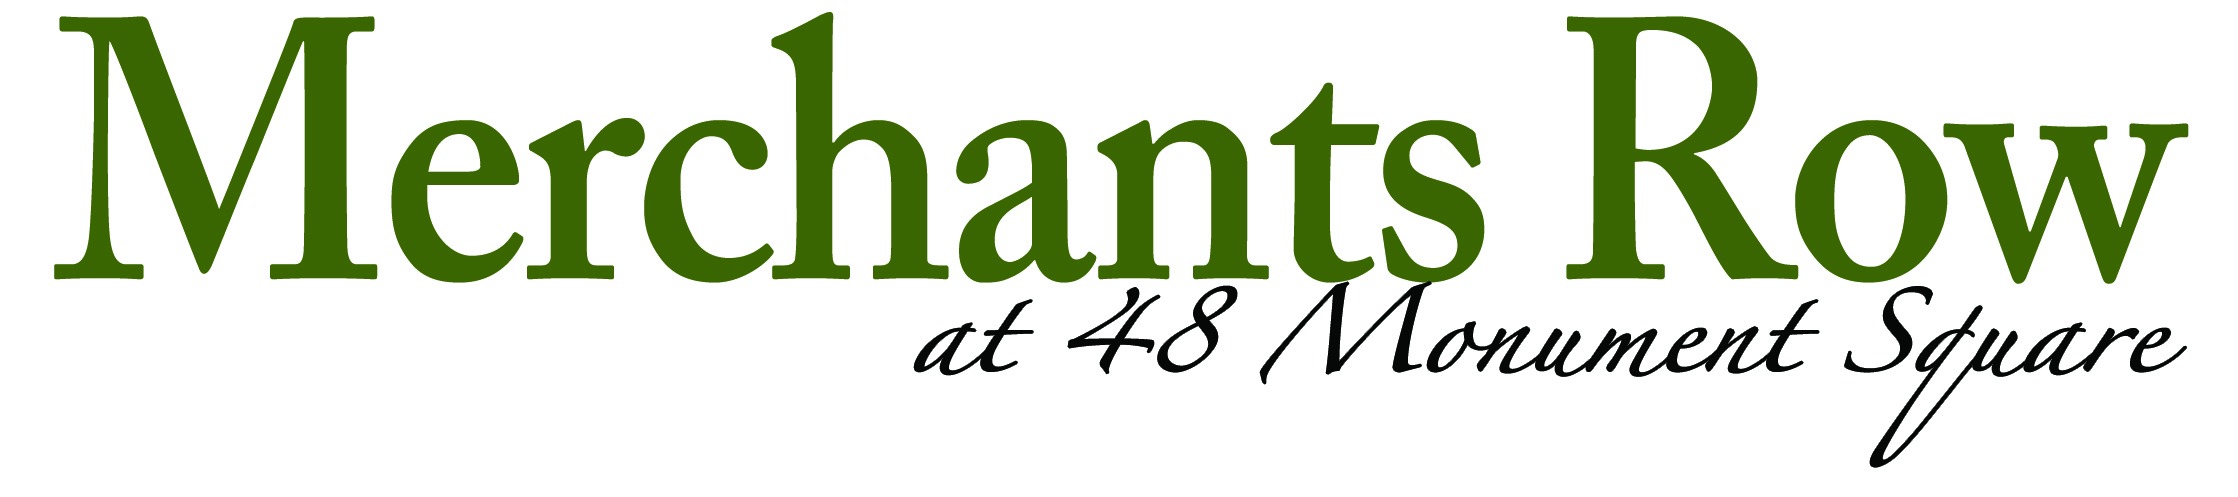 Merchants Row
at 48 Monument Square